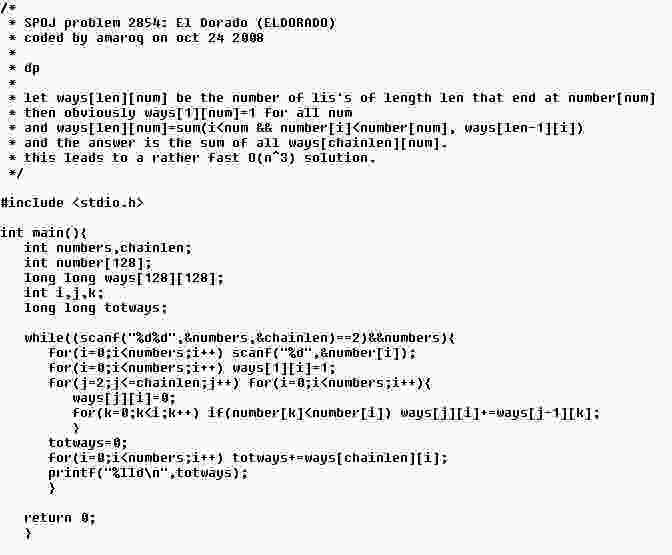 /*
 * SPOJ problem 2854: El Dorado (ELDORADO)
 * coded by amaroq on oct 24 2008
 *
 * dp
 *
 * let ways[len][num] be the number of lis's of length len that end at number[num]
 * then obviously ways[1][num]=1 for all num
 * and ways[len][num]=sum(i<num && number[i]<number[num], ways[len-1][i])
 * and the answer is the sum of all ways[chainlen][num].
 * this leads to a rather fast O(n^3) solution.
 */

#include <stdio.h>

int main(){
   int numbers,chainlen;
   int number[128];
   long long ways[128][128];
   int i,j,k;
   long long totways;

   while((scanf("%d%d",&numbers,&chainlen)==2)&&numbers){
      for(i=0;i<numbers;i++) scanf("%d",&number[i]);
      for(i=0;i<numbers;i++) ways[1][i]=1;
      for(j=2;j<=chainlen;j++) for(i=0;i<numbers;i++){
         ways[j][i]=0;
         for(k=0;k<i;k++) if(number[k]<number[i]) ways[j][i]+=ways[j-1][k];
         }
      totways=0;
      for(i=0;i<numbers;i++) totways+=ways[chainlen][i];
      printf("%lld\n",totways);
      }

   return 0;
   }